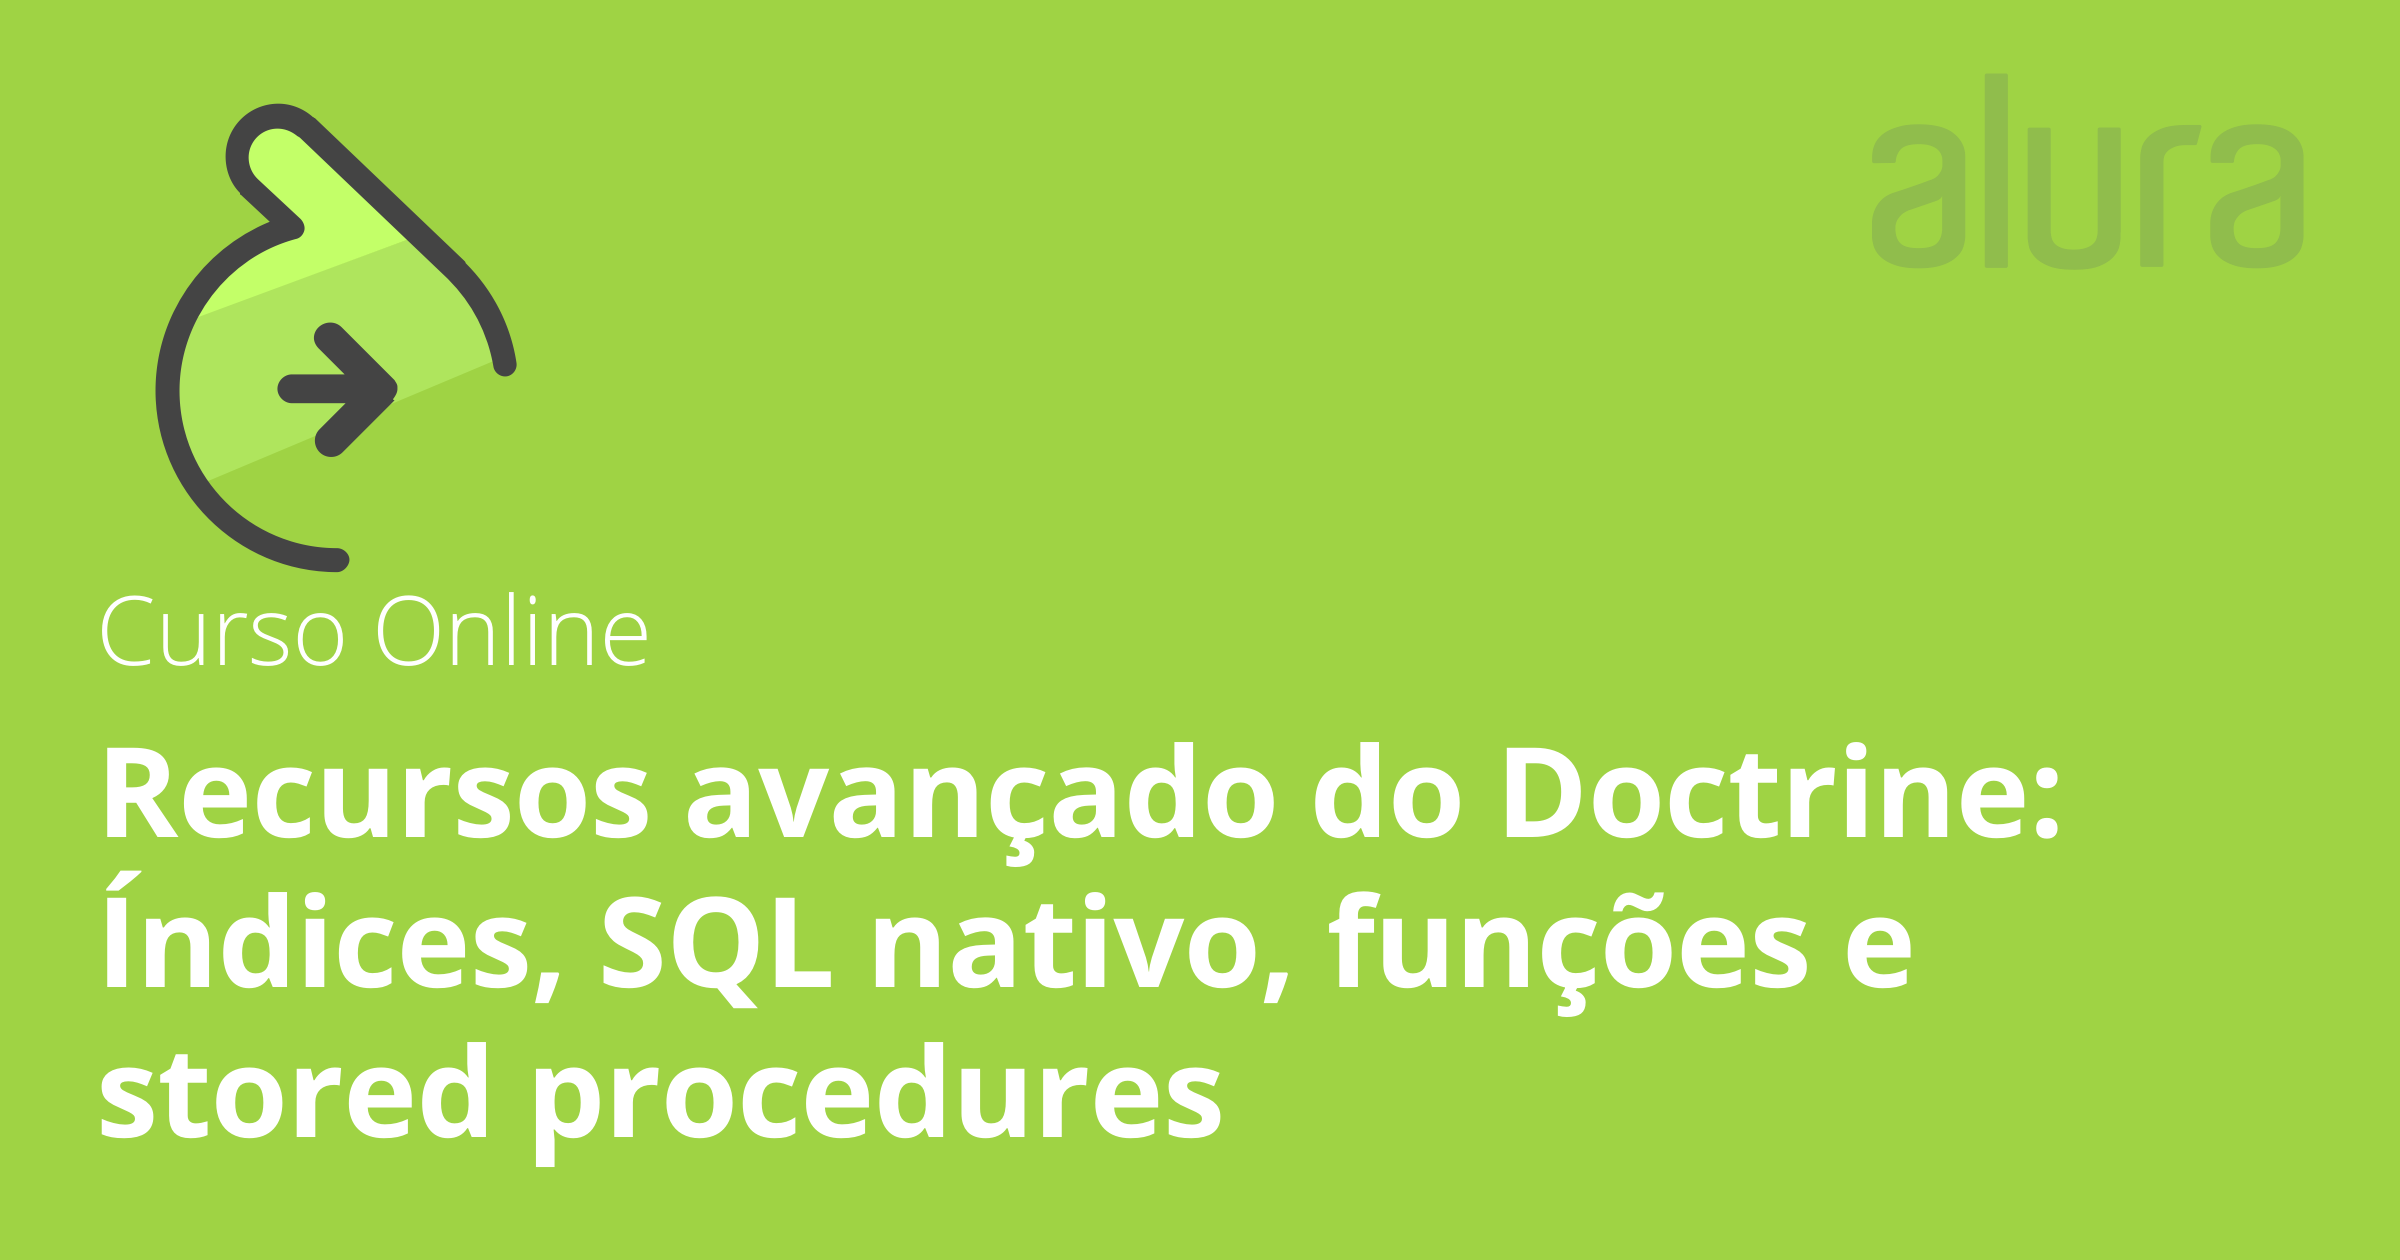 alura
Curso Online
Recursos avançado do Doctrine:
Índices, SQL nativo, funções e
stored procedures